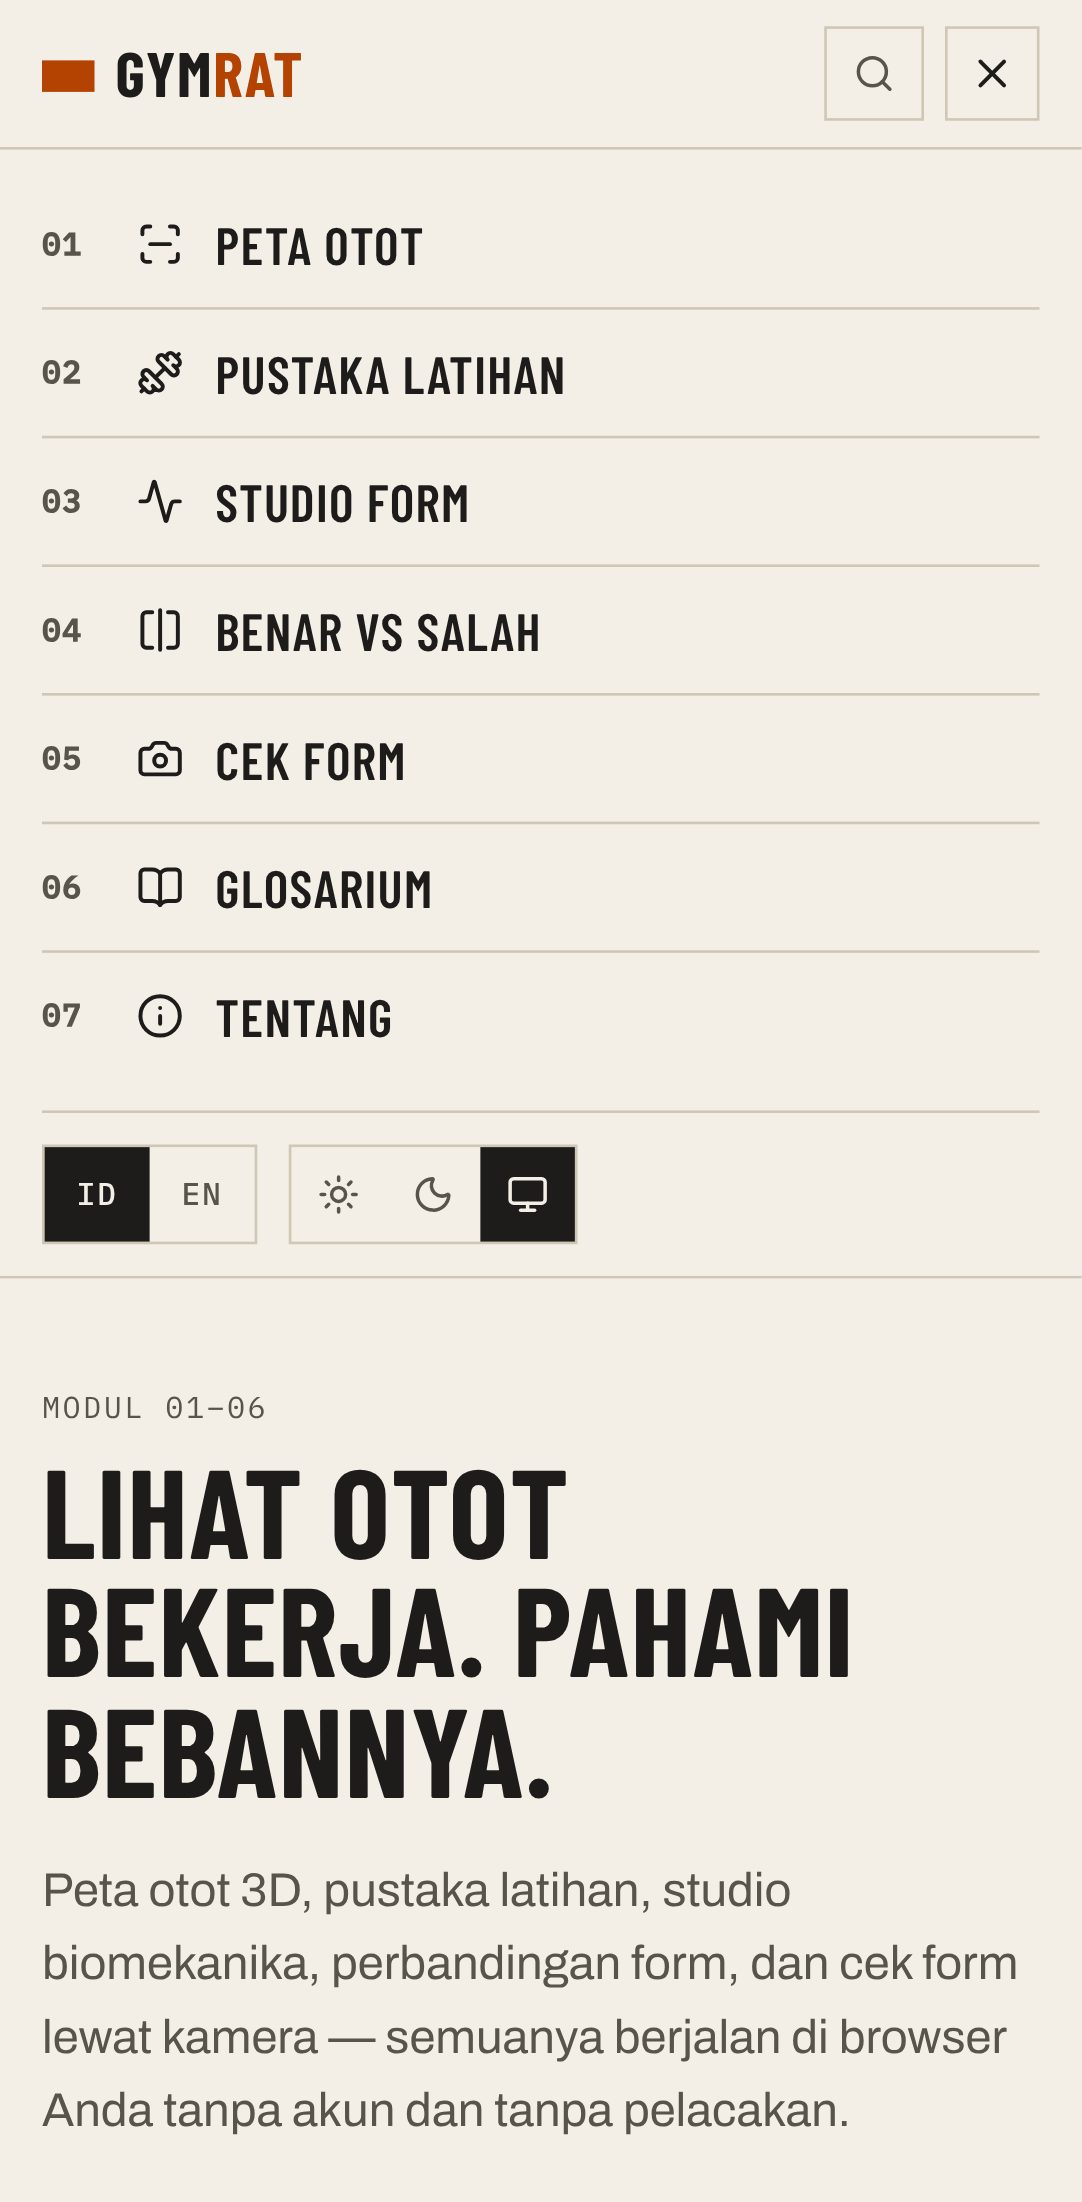 GYMRAT
01 PETA OTOT
02 PUSTAKA LATIHAN
03 STUDIO FORM
04 BENAR VS SALAH
05 CEK FORM
06 GLOSARIUM
07 TENTANG
ID EN
MODUL 01–06
LIHAT OTOT
BEKERJA. PAHAMI
BEBANNYA.
Peta otot 3D, pustaka latihan, studio
biomekanika, perbandingan form, dan cek form
lewat kamera — semuanya berjalan di browser
Anda tanpa akun dan tanpa pelacakan.